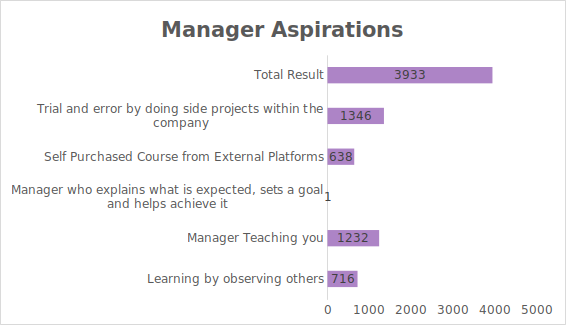 Manager Aspirations
Total Result
3933
Trial and error by doing side projects within the
company
1346
Self Purchased Course from External Platforms
638
Manager who explains what is expected, sets a goal
and helps achieve it
1
Manager Teaching you
1232
Learning by observing others
716
0 1000 2000 3000 4000 5000